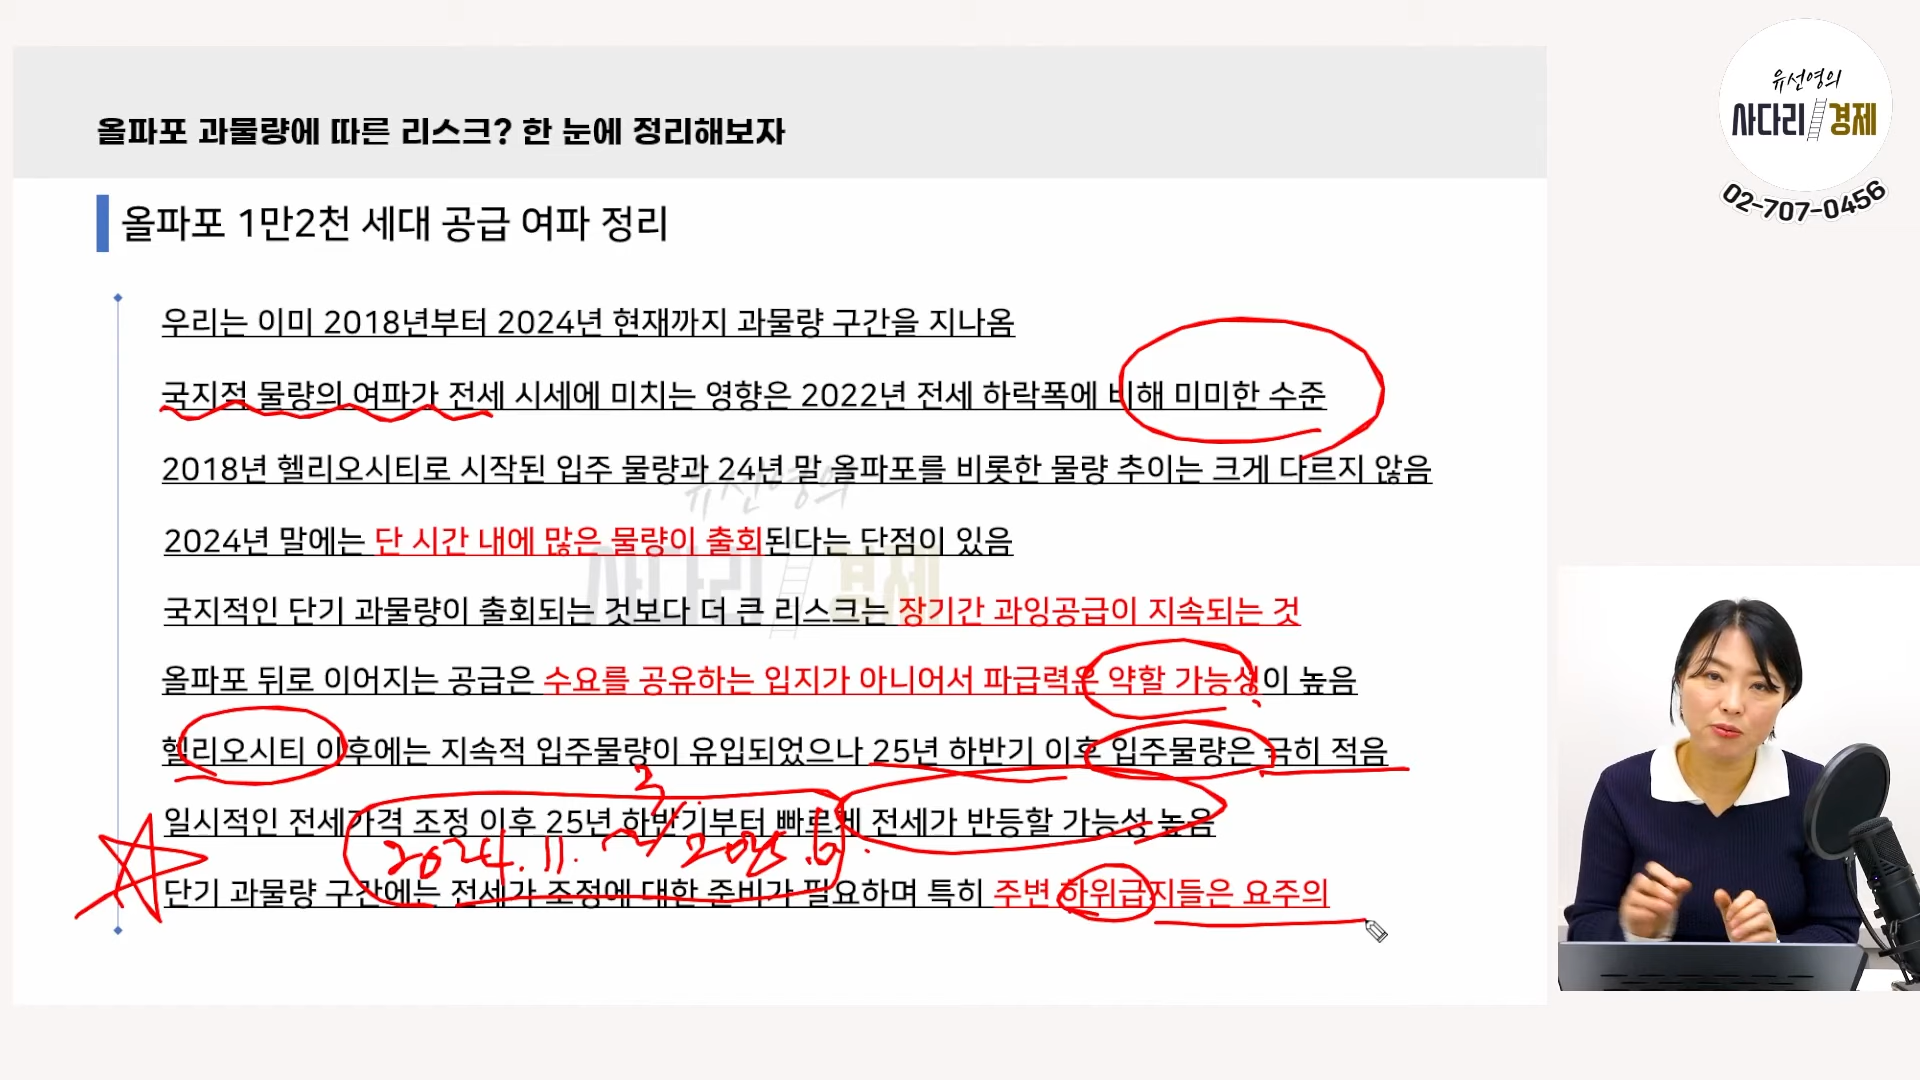 유선영의
사다리 경제
02-707-0456
올파포 과물량에 따른 리스크? 한 눈에 정리해보자
올파포 1만2천 세대 공급 여파 정리
우리는 이미 2018년부터 2024년 현재까지 과물량 구간을 지나옴
국지적 물량의 여파가 전세 시세에 미치는 영향은 2022년 전세 하락폭에 비해 미미한 수준
2018년 헬리오시티로 시작된 입주 물량과 24년 말 올파포를 비롯한 물량 추이는 크게 다르지 않음
유선영의
2024년 말에는 단 시간 내에 많은 물량이 출회된다는 단점이 있음
사다리 경제
국지적인 단기 과물량이 출회되는 것보다 더 큰 리스크는 장기간 과잉공급이 지속되는 것
올파포 뒤로 이어지는 공급은 수요를 공유하는 입지가 아니어서 파급력은 약할 가능성이 높음
헬리오시티 이후에는 지속적 입주물량이 유입되었으나 25년 하반기 이후 입주물량은 극히 적음
일시적인 전세가격 조정 이후 25년 하반기부터 빠르게 전세가 반등할 가능성 높음
2024.11. ~ 2025.6.
단기 과물량 구간에는 전세가 조정에 대한 준비가 필요하며 특히 주변 하위급지들은 요주의